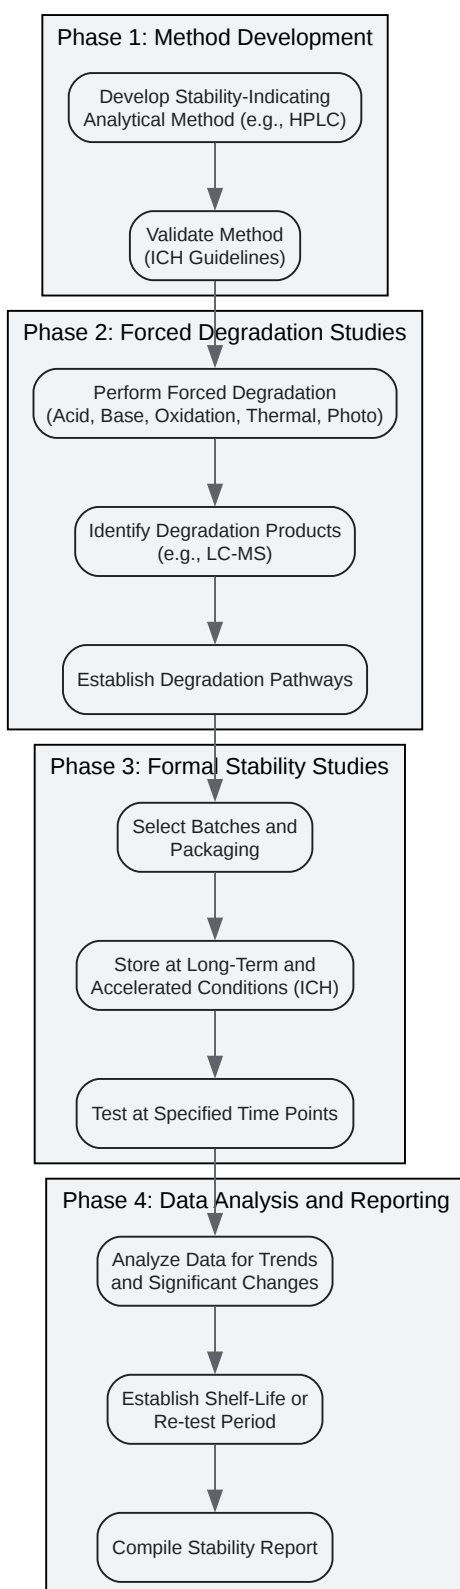 Phase 1: Method Development
Develop Stability-Indicating
Analytical Method (e.g., HPLC)
Validate Method
(ICH Guidelines)
Phase 2: Forced Degradation Studies
Perform Forced Degradation
(Acid, Base, Oxidation, Thermal, Photo)
Identify Degradation Products
(e.g., LC-MS)
Establish Degradation Pathways
Phase 3: Formal Stability Studies
Select Batches and
Packaging
Store at Long-Term and
Accelerated Conditions (ICH)
Test at Specified Time Points
Phase 4: Data Analysis and Reporting
Analyze Data for Trends
and Significant Changes
Establish Shelf-Life or
Re-test Period
Compile Stability Report